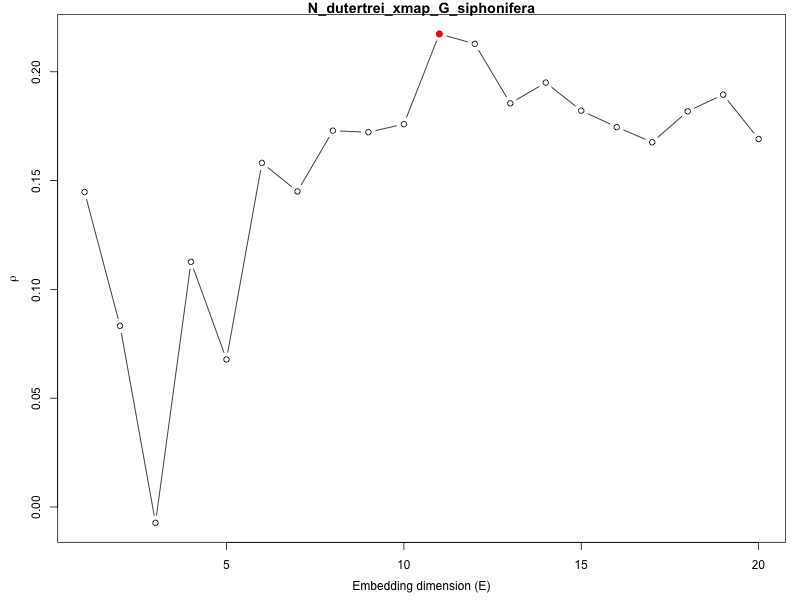 N_dutertrei_xmap_G_siphonifera
0.20
0.15
0.10
0.05
0.00
ρ
5 10 15 20
Embedding dimension (E)